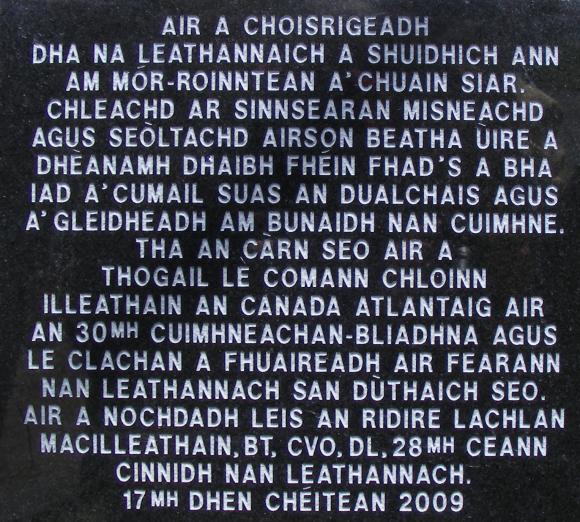 AIR A CHOISRIGEADH
DHA NA LEATHANNAICH A SHUIDHICH ANN
AM MÓR-ROINNTEAN A'CHUAIN SIAR.
CHLEACHD AR SINNSEARAN MISNEACHD
AGUS SEÒLTACHD AIRSON BEATHA ÙIRE A
DHÈANAMH DHAIBH FHÉIN FHAD'S A BHA
IAD A'CUMAIL SUAS AN DUALCHAIS AGUS
A'GLEIDHEADH AM BUNAIDH NAN CUIMHNE.
THA AN CÀRN SEO AIR A
THOGAIL LE COMANN CHLOINN
ILLEATHAIN AN CANADA ATLANTAIG AIR
AN 30MH CUIMHNEACHAN-BLIADHNA AGUS
LE CLACHAN A FHUAIREADH AIR FEARANN
NAN LEATHANNACH SAN DÙTHAICH SEO.
AIR A NOCHDADH LEIS AN RIDIRE LACHLAN
MACILLEATHAIN, BT, CVO, DL, 28MH CEANN
CINNIDH NAN LEATHANNACH.
17MH DHEN CHÉITEAN 2009